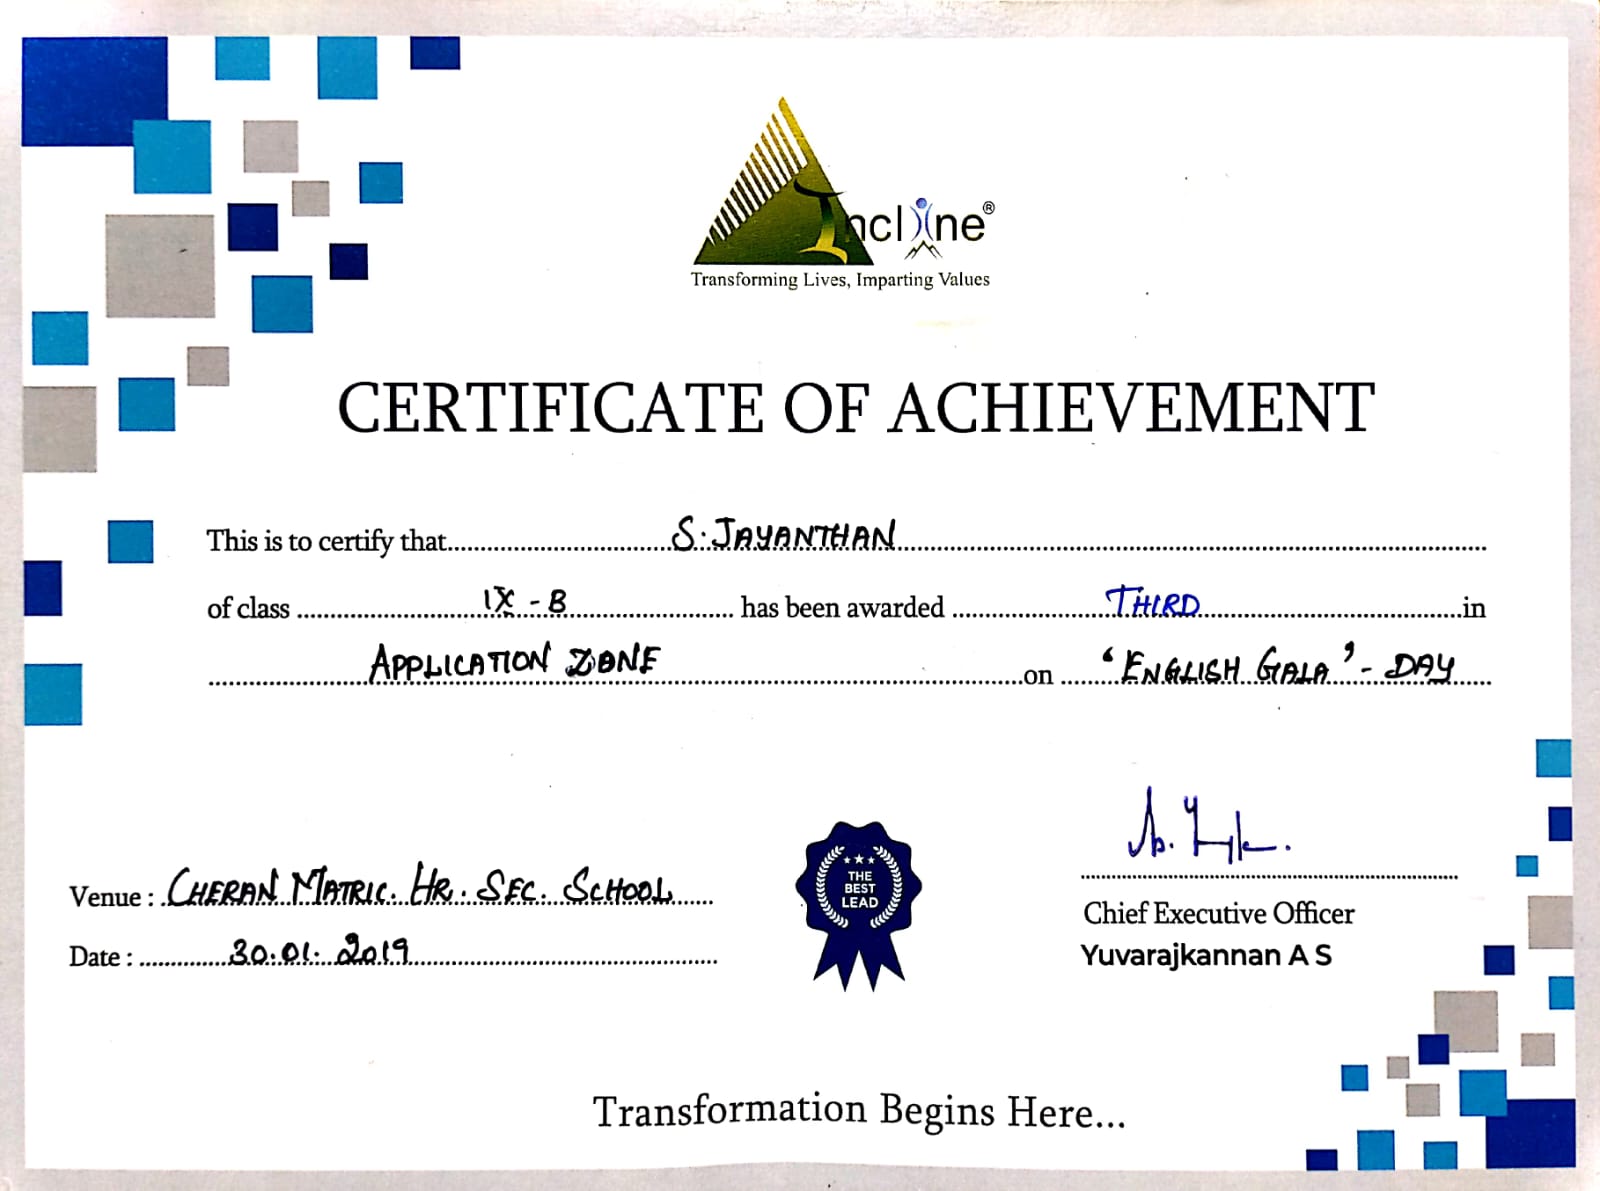 Incline®
Transforming Lives, Imparting Values
CERTIFICATE OF ACHIEVEMENT
This is to certify that S. JAYANTHAN
of class IX - B has been awarded THIRD in
APPLICATION ZONE on 'ENGLISH GALA' - DAY
THE
BEST
LEAD
Venue : CHERAN MATRIC. HR. SEC. SCHOOL
Date : 30.01.2019
Chief Executive Officer
Yuvarajkannan A S
Transformation Begins Here...